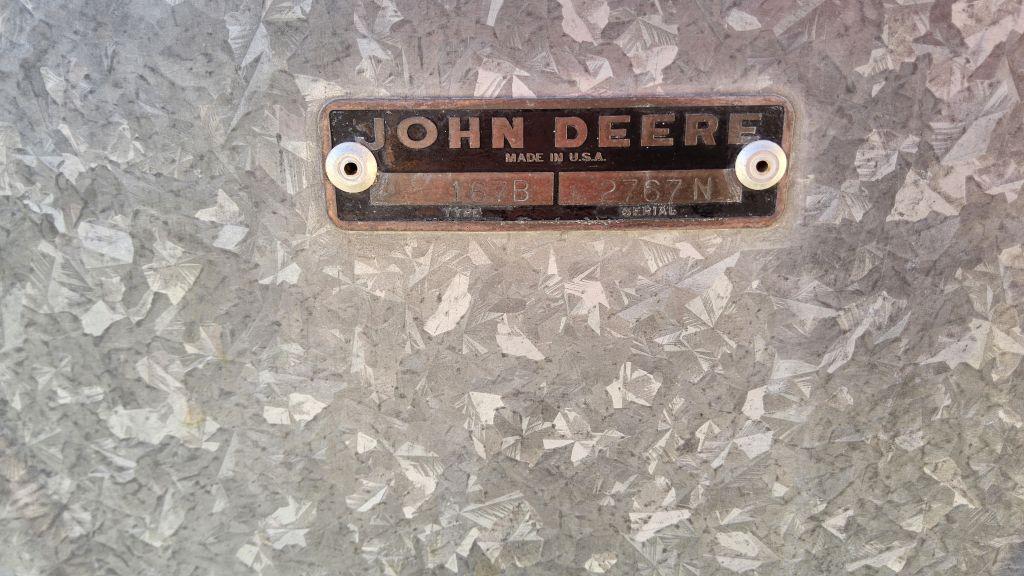 JOHN DEERE
MADE IN U.S.A.
167B 2767N
TYPE SERIAL